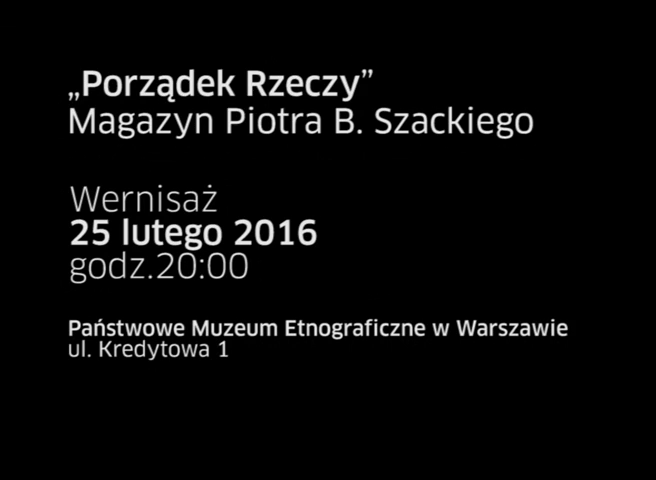 „Porządek Rzeczy”
Magazyn Piotra B. Szackiego
Wernisaż
25 lutego 2016
godz.20:00
Państwowe Muzeum Etnograficzne w Warszawie
ul. Kredytowa 1